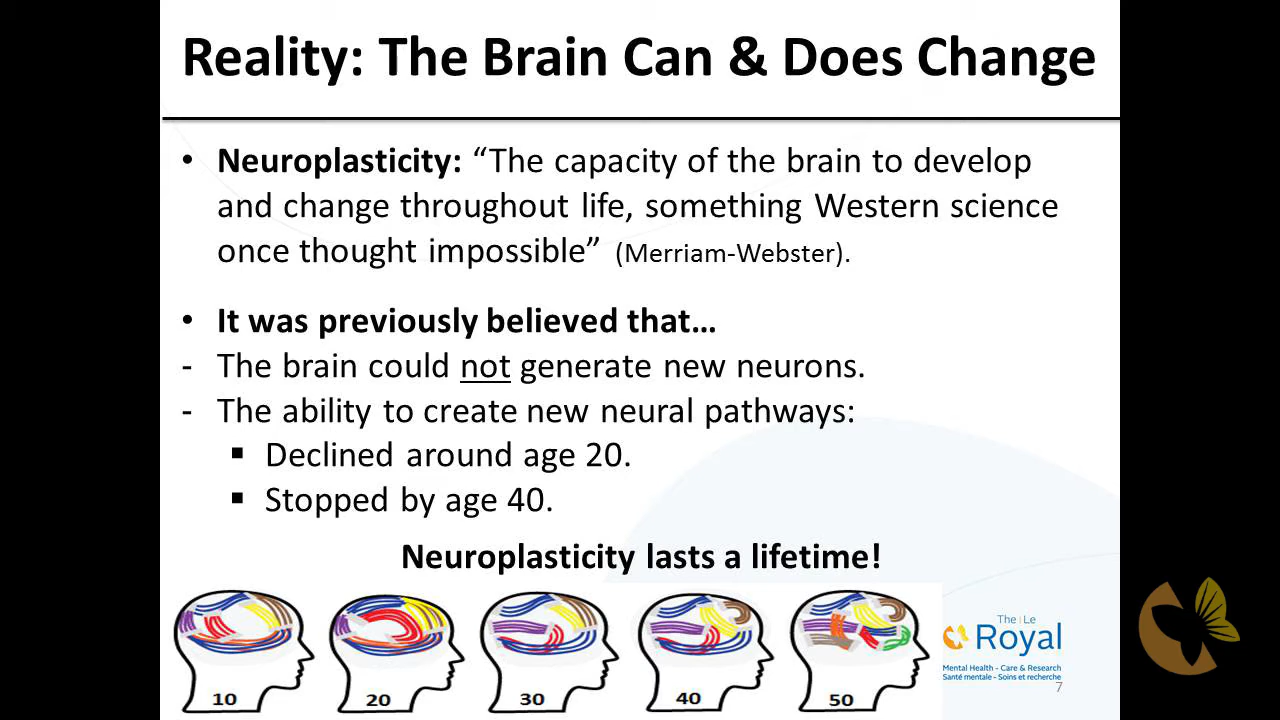 Reality: The Brain Can & Does Change
• Neuroplasticity: “The capacity of the brain to develop
and change throughout life, something Western science
once thought impossible” (Merriam-Webster).
• It was previously believed that…
- The brain could not generate new neurons.
- The ability to create new neural pathways:
▪ Declined around age 20.
▪ Stopped by age 40.
Neuroplasticity lasts a lifetime!
10
20
30
40
50
The | Le
Royal
Mental Health - Care & Research
Santé mentale - Soins et recherche
7